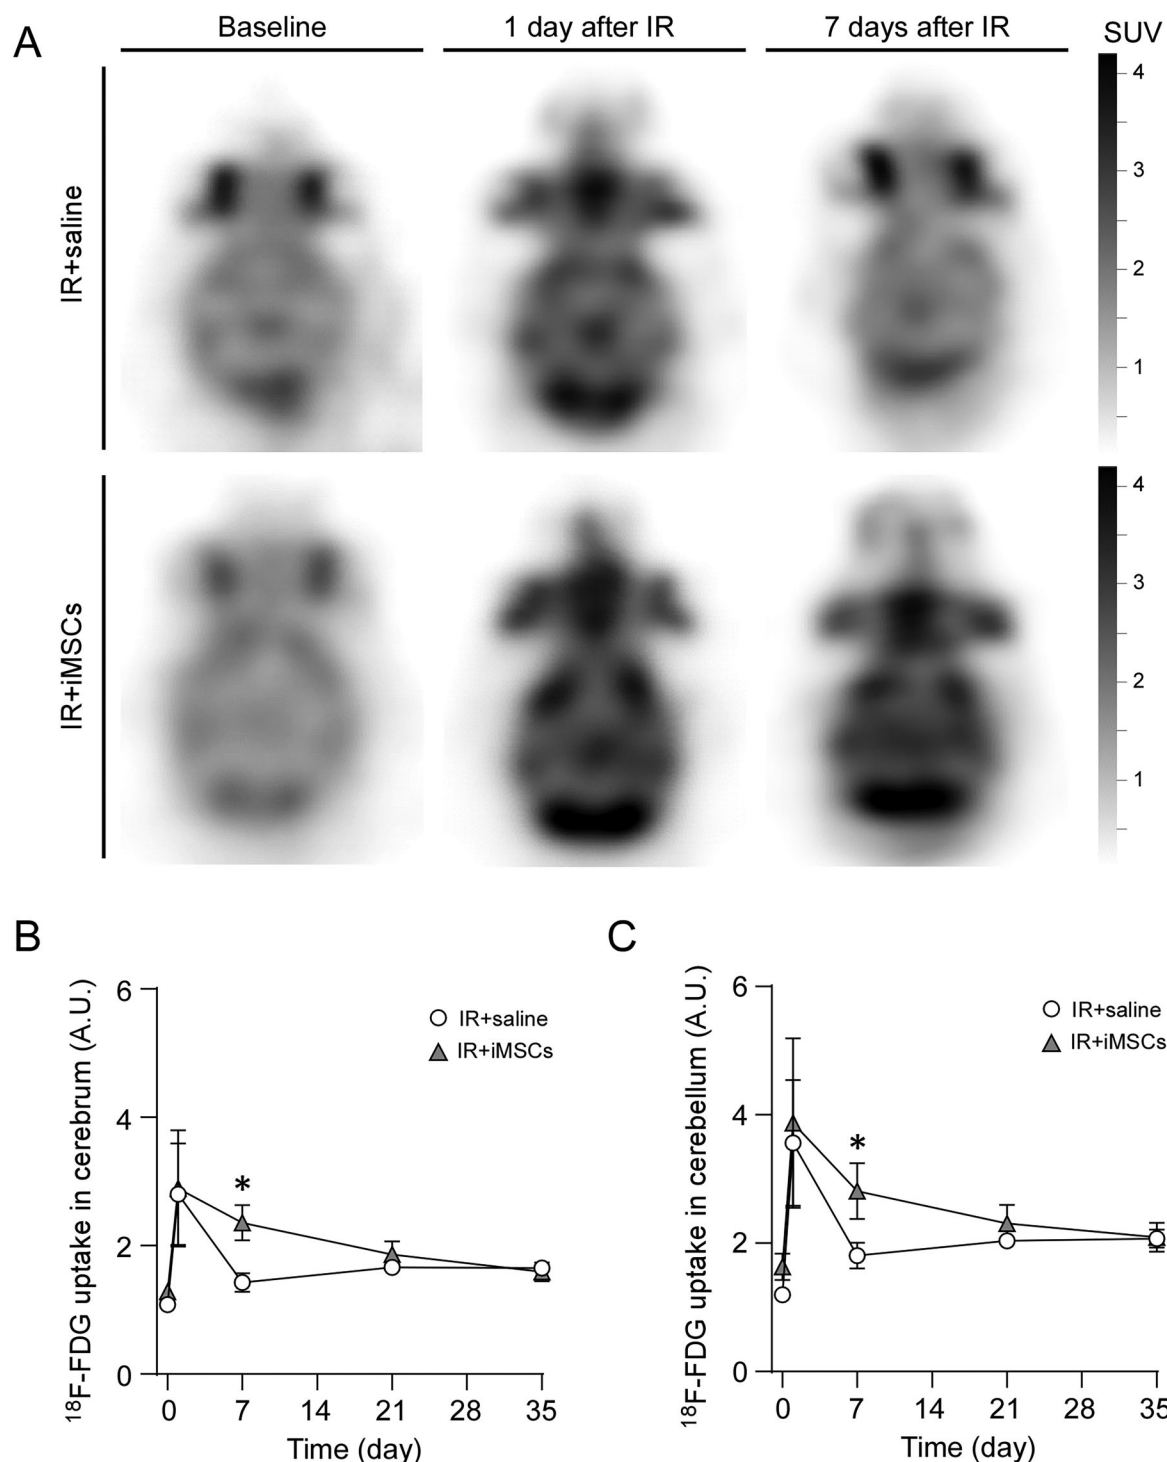 A
Baseline
1 day after IR
7 days after IR
SUV
IR+saline
4
3
2
1
IR+iMSCs
4
3
2
1
B
¹⁸F-FDG uptake in cerebrum (A.U.)
6
4
2
0
IR+saline
IR+iMSCs
*
0 7 14 21 28 35
Time (day)
C
¹⁸F-FDG uptake in cerebellum (A.U.)
6
4
2
0
IR+saline
IR+iMSCs
*
0 7 14 21 28 35
Time (day)